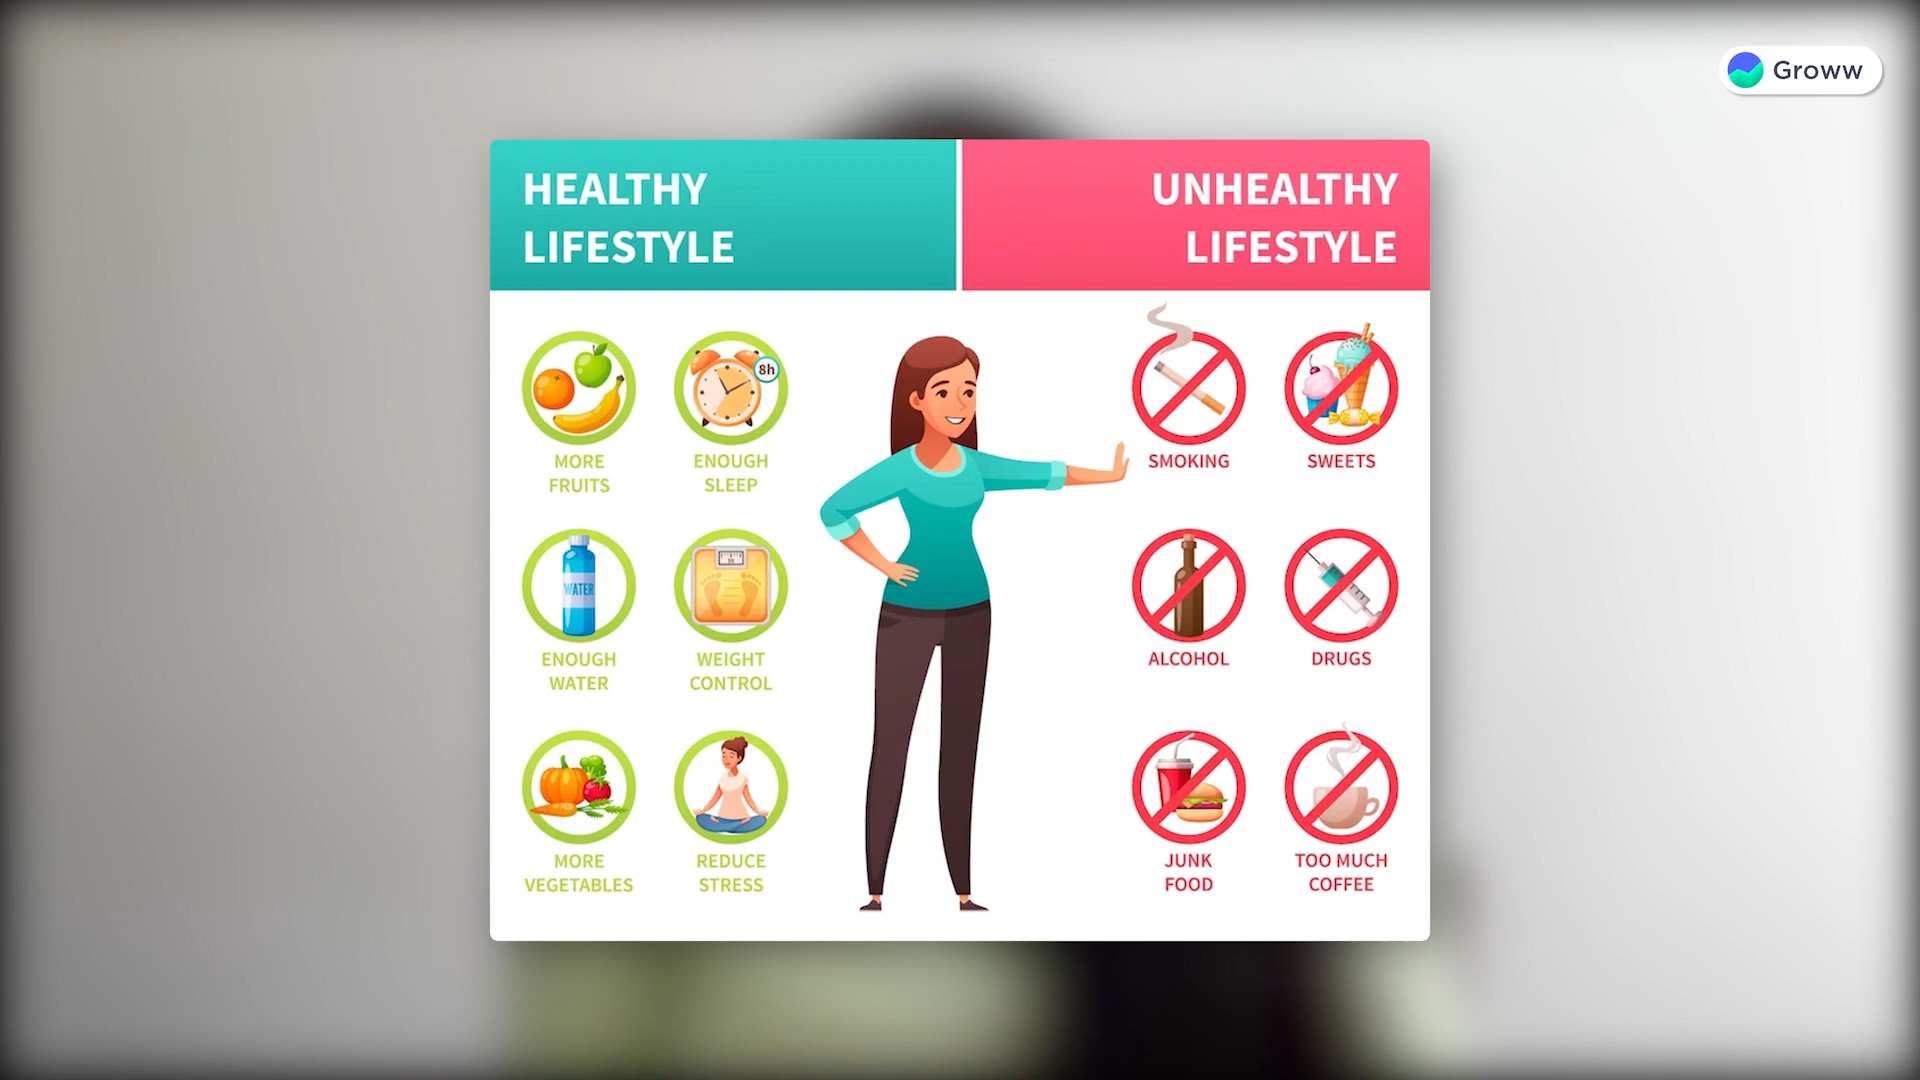 Groww
HEALTHY
LIFESTYLE
UNHEALTHY
LIFESTYLE
8h
MORE
FRUITS
ENOUGH
SLEEP
SMOKING
SWEETS
WATER
ENOUGH
WATER
WEIGHT
CONTROL
ALCOHOL
DRUGS
MORE
VEGETABLES
REDUCE
STRESS
JUNK
FOOD
TOO MUCH
COFFEE